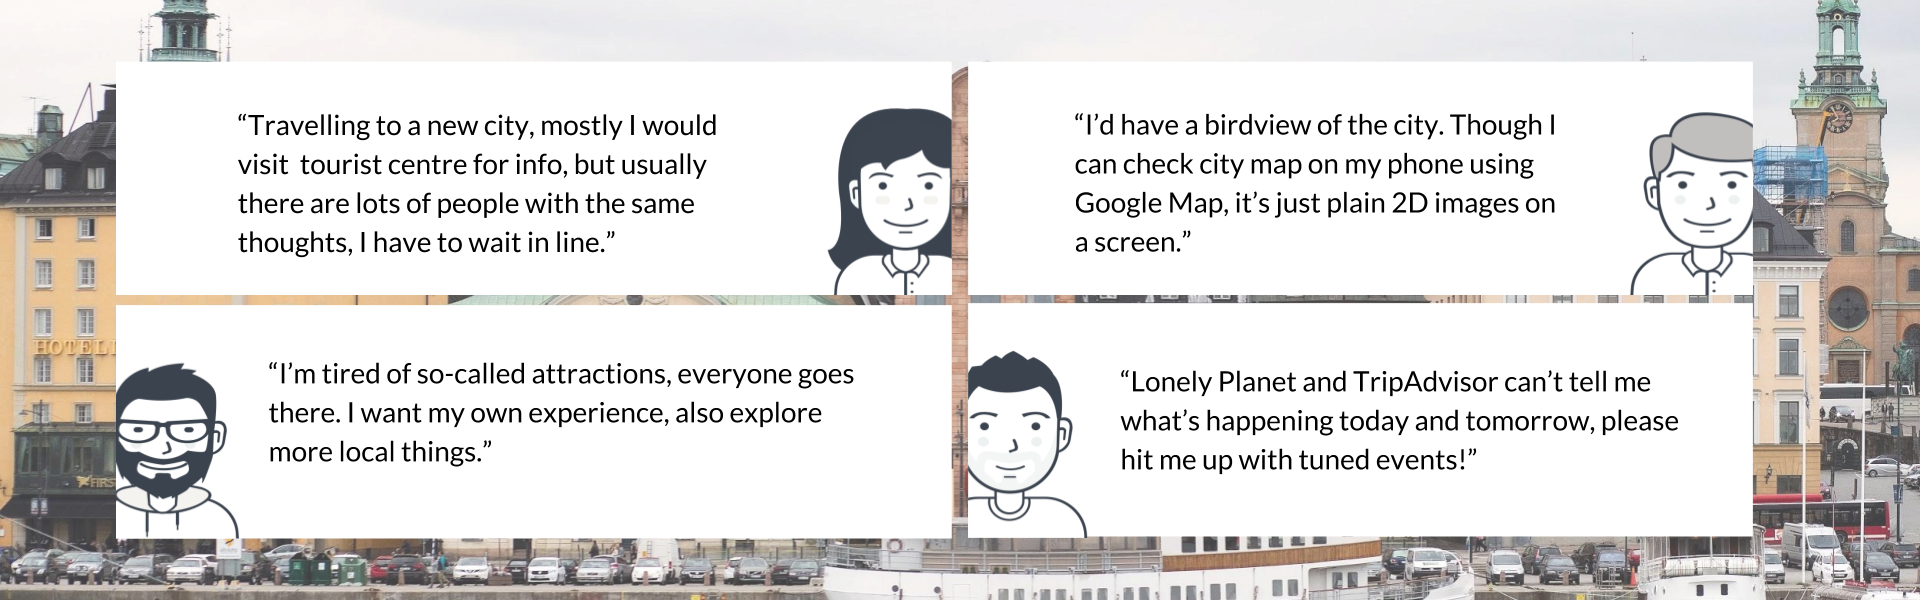 “Travelling to a new city, mostly I would
visit  tourist centre for info, but usually
there are lots of people with the same
thoughts, I have to wait in line.”
“I’d have a birdview of the city. Though I
can check city map on my phone using
Google Map, it’s just plain 2D images on
a screen.”
“I’m tired of so-called attractions, everyone goes
there. I want my own experience, also explore
more local things.”
“Lonely Planet and TripAdvisor can’t tell me
what’s happening today and tomorrow, please
hit me up with tuned events!”
HOTELL
FIRS